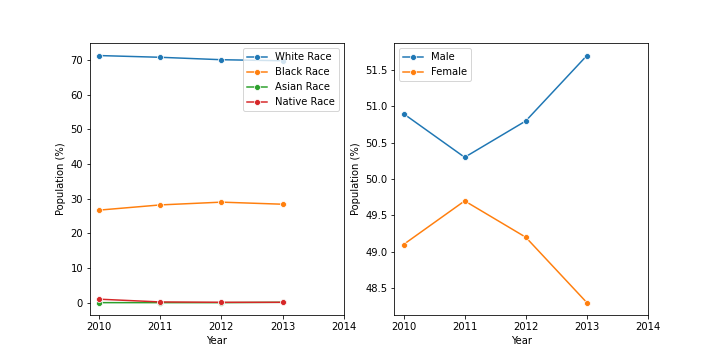 White Race
Black Race
Asian Race
Native Race
Population (%)
70
60
50
40
30
20
10
0
2010 2011 2012 2013 2014
Year
Male
Female
Population (%)
51.5
51.0
50.5
50.0
49.5
49.0
48.5
2010 2011 2012 2013 2014
Year